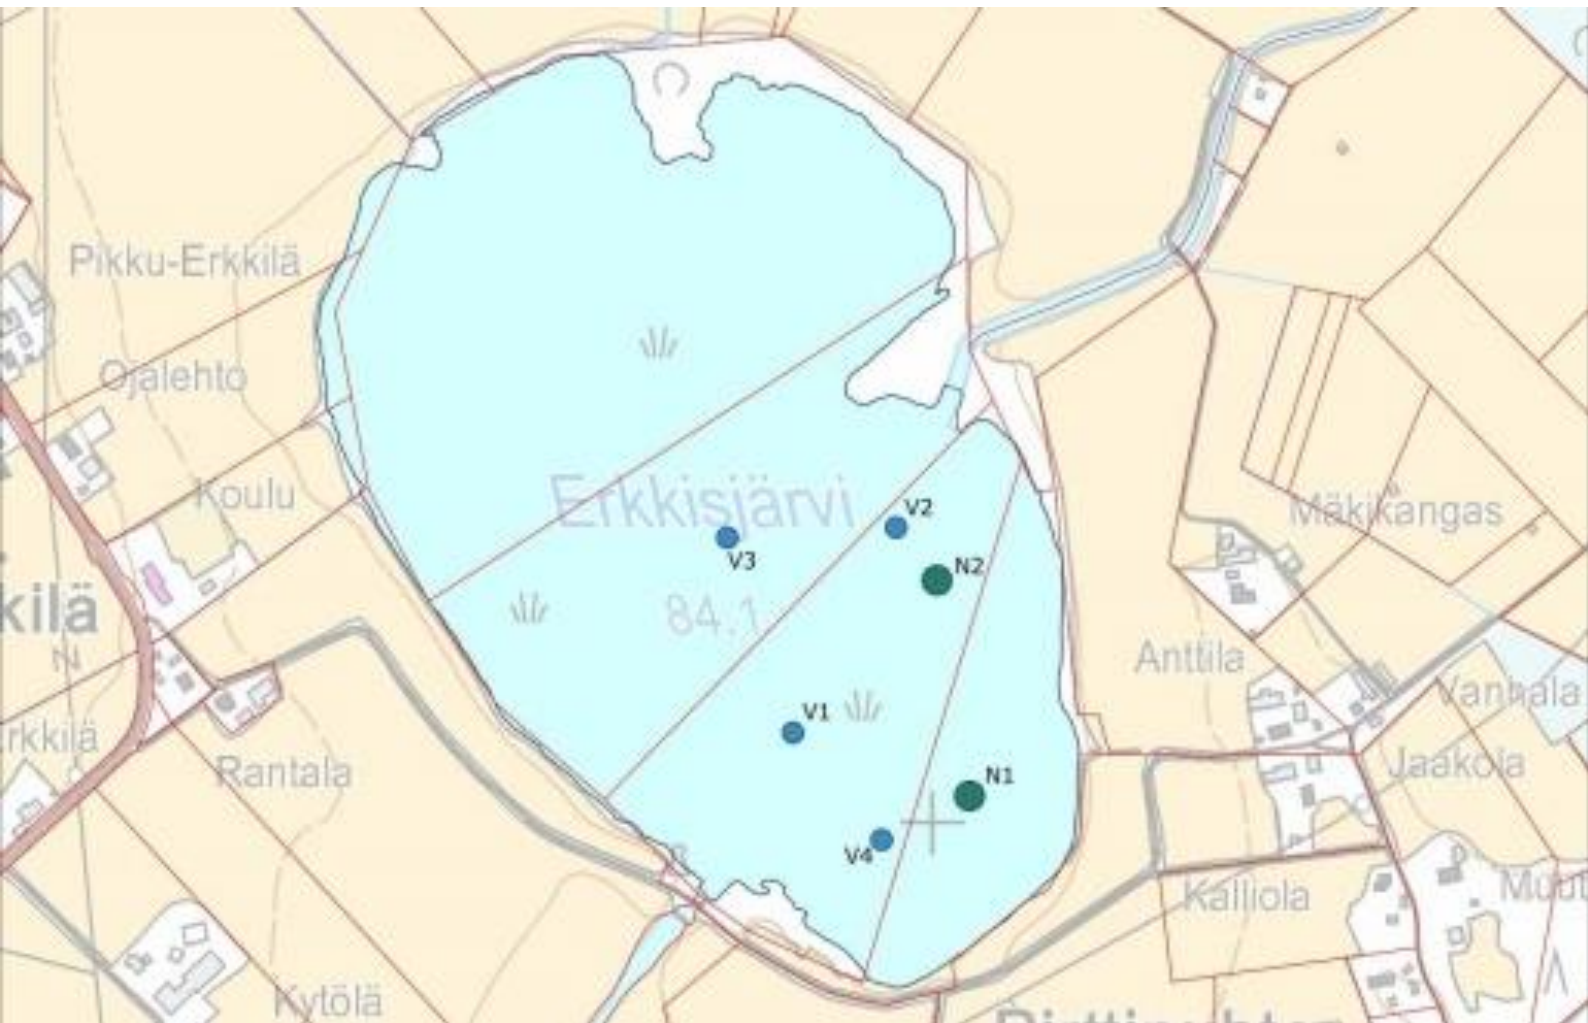 Pikku-Erkkilä
Ojalehto
Koulu
Erkkisjärvi
V2
Mäkikangas
V3
N2
kilä
84.1
Anttila
Vanhala
rkkilä
V1
Rantala
N1
Jaakola
V4
Kalliola
Kytölä